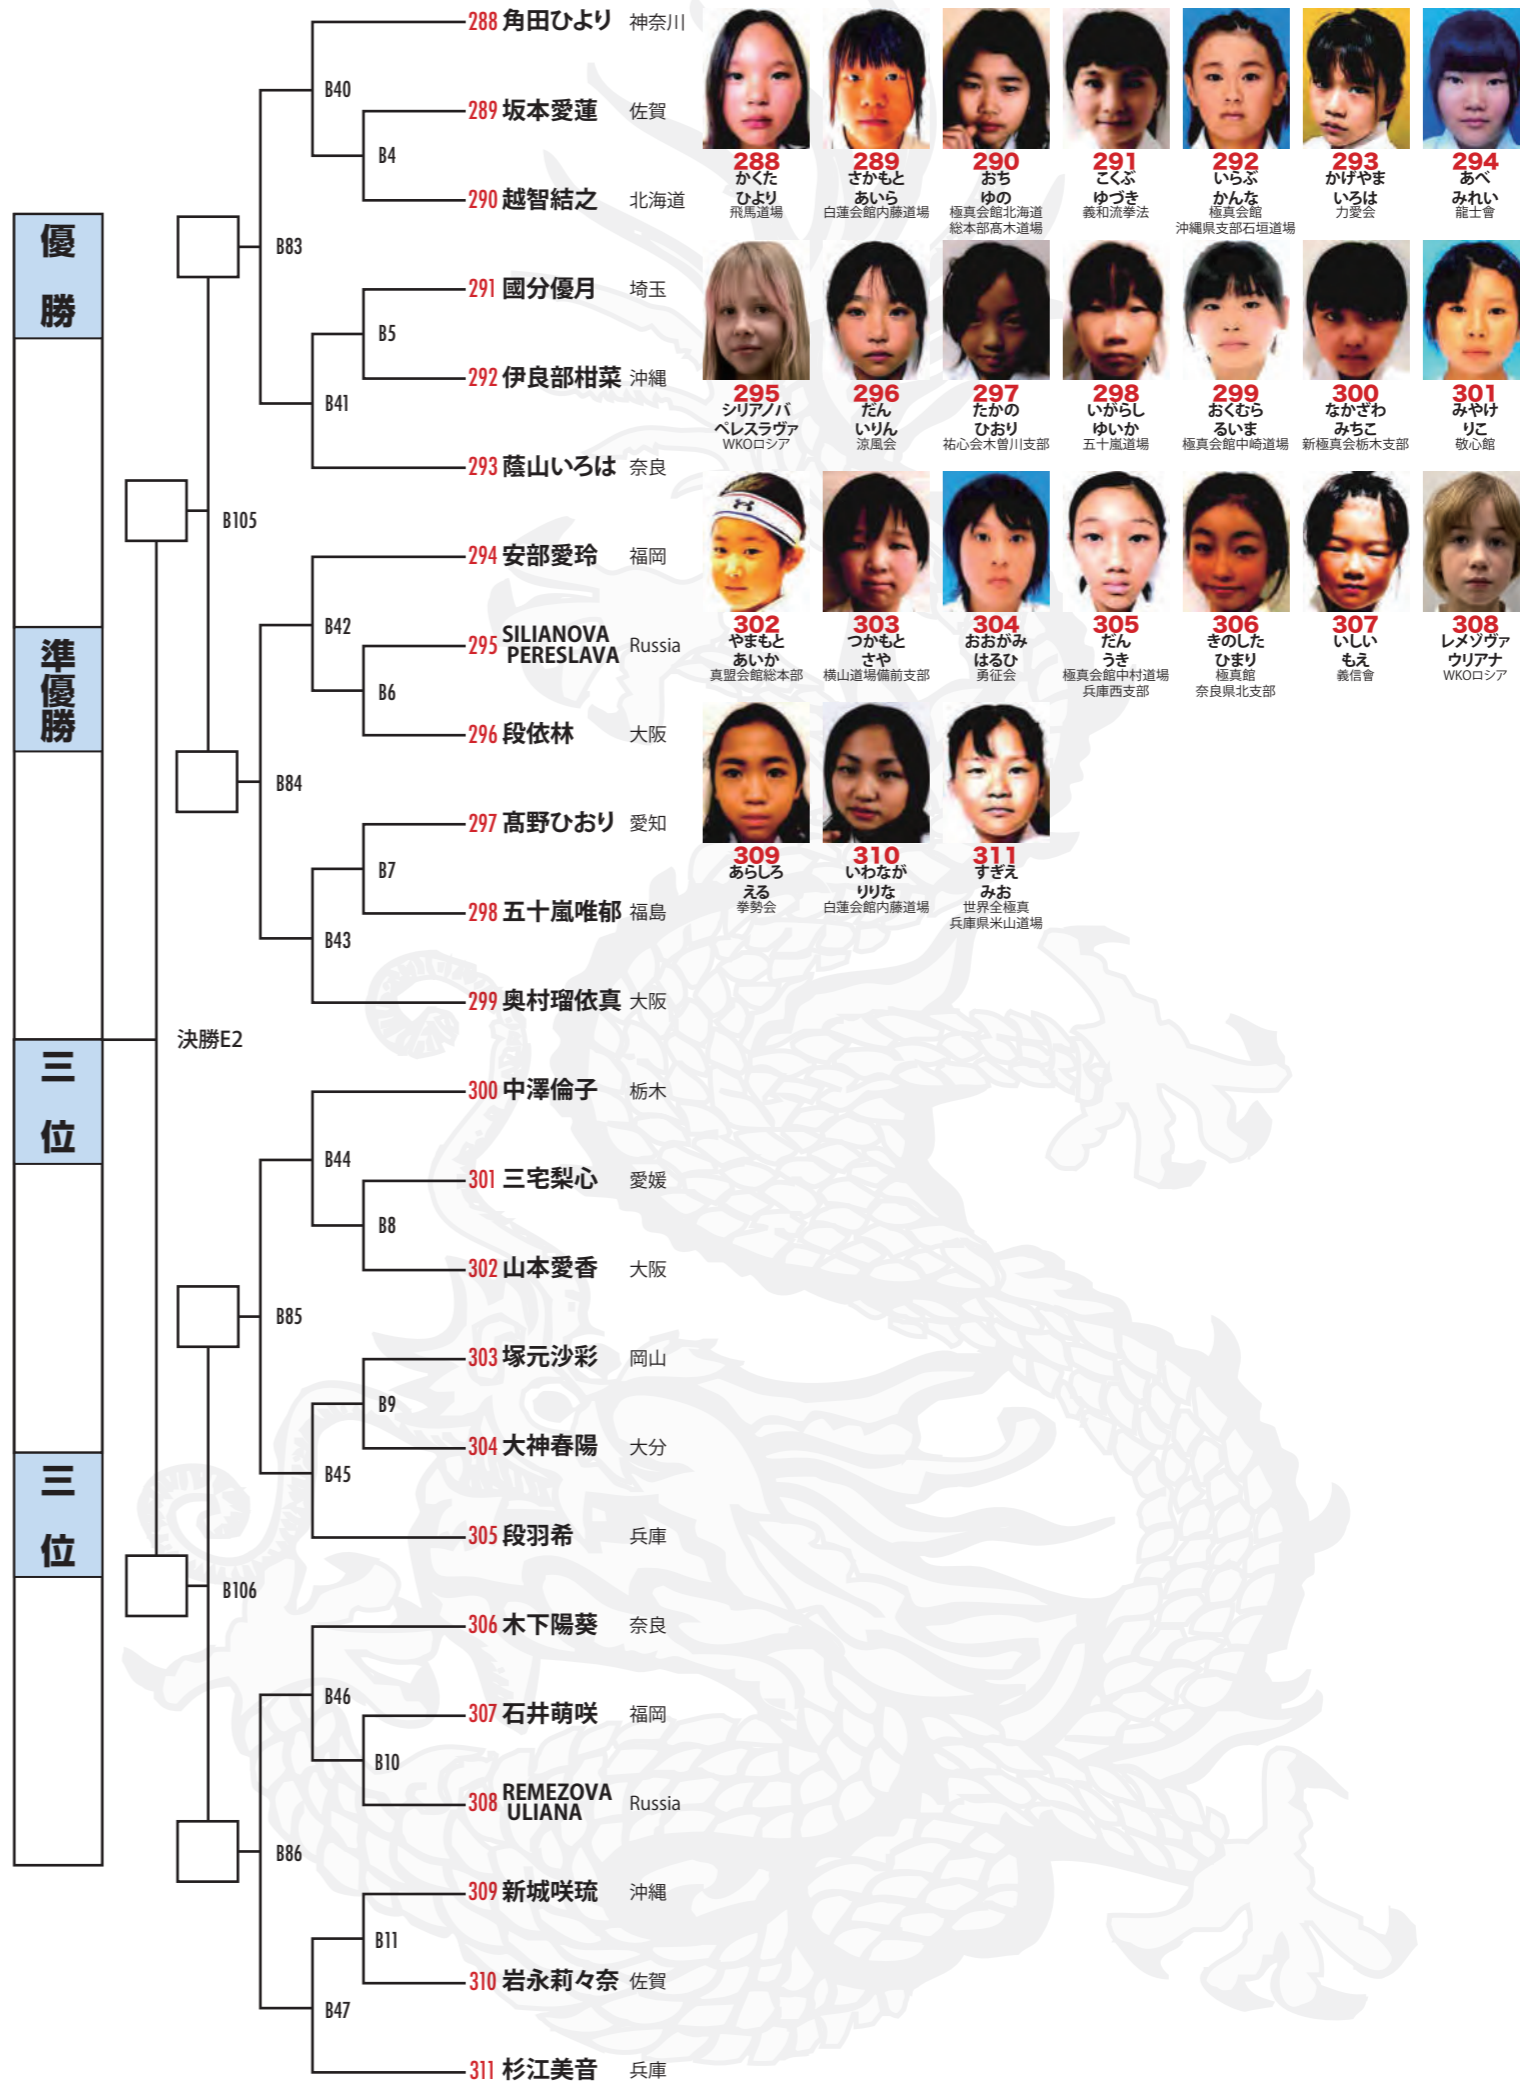 優勝
準優勝
三位
三位
288 角田ひより 神奈川
B40
289 坂本愛蓮 佐賀
B4
290 越智結之 北海道
B83
291 國分優月 埼玉
B5
292 伊良部柑菜 沖縄
B41
293 蔭山いろは 奈良
B105
294 安部愛玲 福岡
B42
295 SILIANOVA PERESLAVA Russia
B6
296 段依林 大阪
B84
297 髙野ひおり 愛知
B7
298 五十嵐唯郁 福島
B43
299 奥村瑠依真 大阪
決勝E2
300 中澤倫子 栃木
B44
301 三宅梨心 愛媛
B8
302 山本愛香 大阪
B85
303 塚元沙彩 岡山
B9
304 大神春陽 大分
B45
305 段羽希 兵庫
B106
306 木下陽葵 奈良
B46
307 石井萌咲 福岡
B10
308 REMEZOVA ULIANA Russia
B86
309 新城咲琉 沖縄
B11
310 岩永莉々奈 佐賀
B47
311 杉江美音 兵庫
288
かくた
ひより
飛馬道場
289
さかもと
あいら
白蓮会館内藤道場
290
おち
ゆの
極真会館北海道
総本部髙木道場
291
こくぶ
ゆづき
義和流拳法
292
いらぶ
かんな
極真会館
沖縄県支部石垣道場
293
かげやま
いろは
力愛会
294
あべ
みれい
龍士會
295
シリアノバ
ペレスラヴァ
WKOロシア
296
だん
いりん
涼風会
297
たかの
ひおり
祐心会木曽川支部
298
いがらし
ゆいか
五十嵐道場
299
おくむら
るいま
極真会館中崎道場
300
なかざわ
みちこ
新極真会栃木支部
301
みやけ
りこ
敬心館
302
やまもと
あいか
真盟会館総本部
303
つかもと
さや
横山道場備前支部
304
おおがみ
はるひ
勇征会
305
だん
うき
極真会館中村道場
兵庫西支部
306
きのした
ひまり
極真館
奈良県北支部
307
いしい
もえ
義信會
308
レメゾヴァ
ウリアナ
WKOロシア
309
あらしろ
える
拳勢会
310
いわなが
りりな
白蓮会館内藤道場
311
すぎえ
みお
世界全極真
兵庫県米山道場